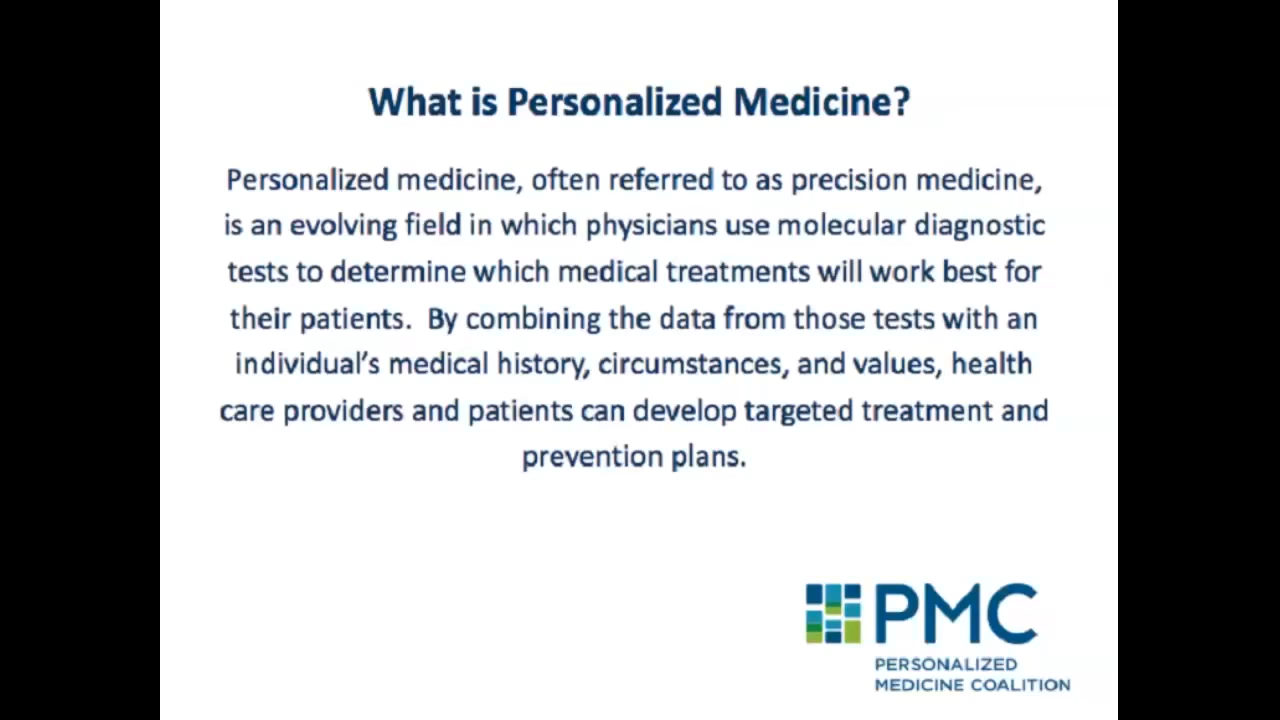 What is Personalized Medicine?
Personalized medicine, often referred to as precision medicine,
is an evolving field in which physicians use molecular diagnostic
tests to determine which medical treatments will work best for
their patients.  By combining the data from those tests with an
individual’s medical history, circumstances, and values, health
care providers and patients can develop targeted treatment and
prevention plans.
PMC
PERSONALIZED
MEDICINE COALITION